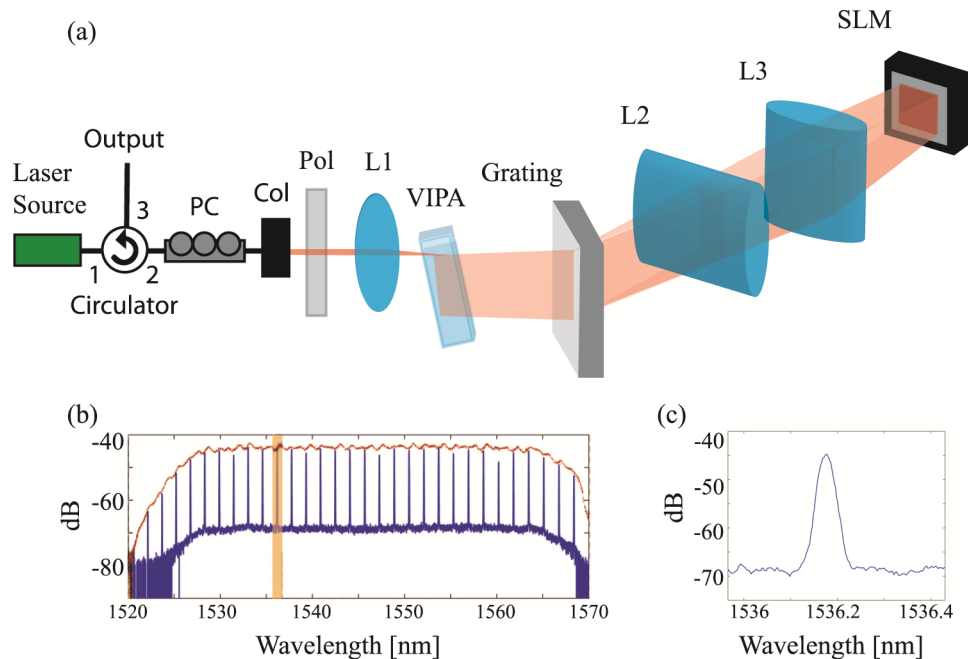 (a)
SLM
L3
L2
Output
Pol
L1
Grating
Laser
Source
Col
VIPA
PC
3
1
2
Circulator
(b)
(c)
-40
-60
-80
dB
1520
1530
1540
1550
1560
1570
Wavelength [nm]
-40
-50
-60
-70
dB
1536
1536.2
1536.4
Wavelength [nm]